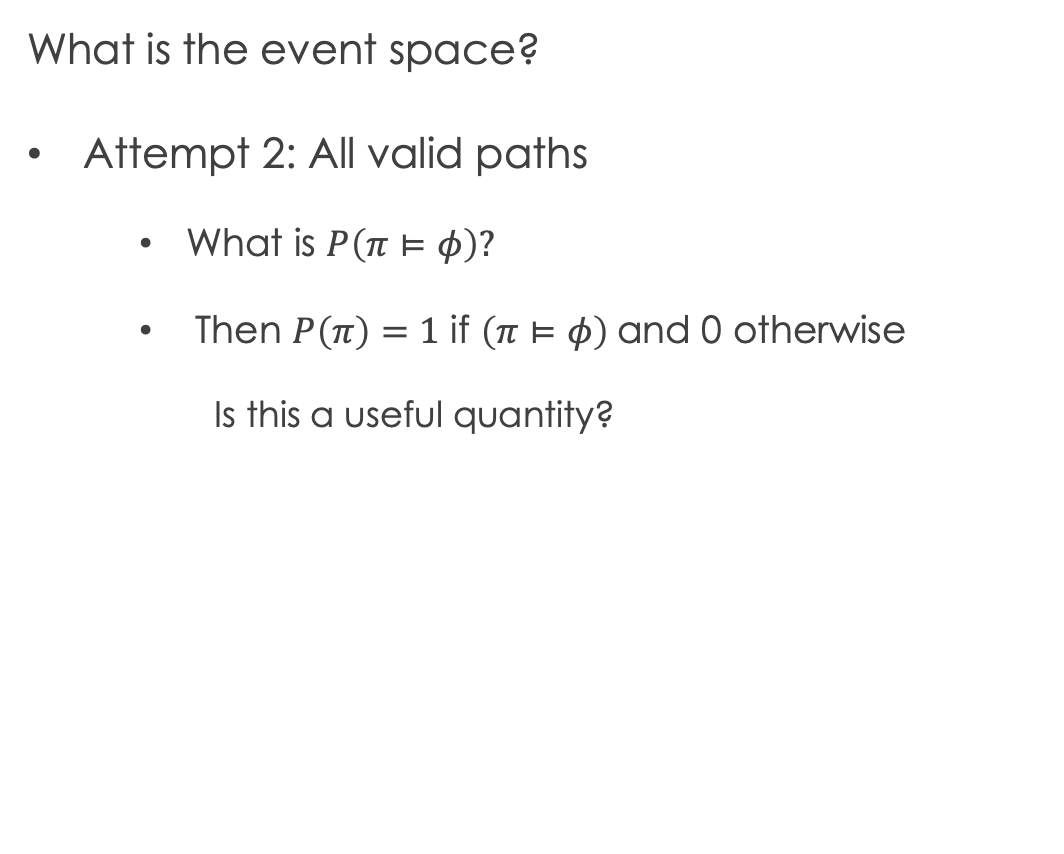 What is the event space?
• Attempt 2: All valid paths
• What is P(π ⊨ ϕ)?
• Then P(π) = 1 if (π ⊨ ϕ) and 0 otherwise
Is this a useful quantity?